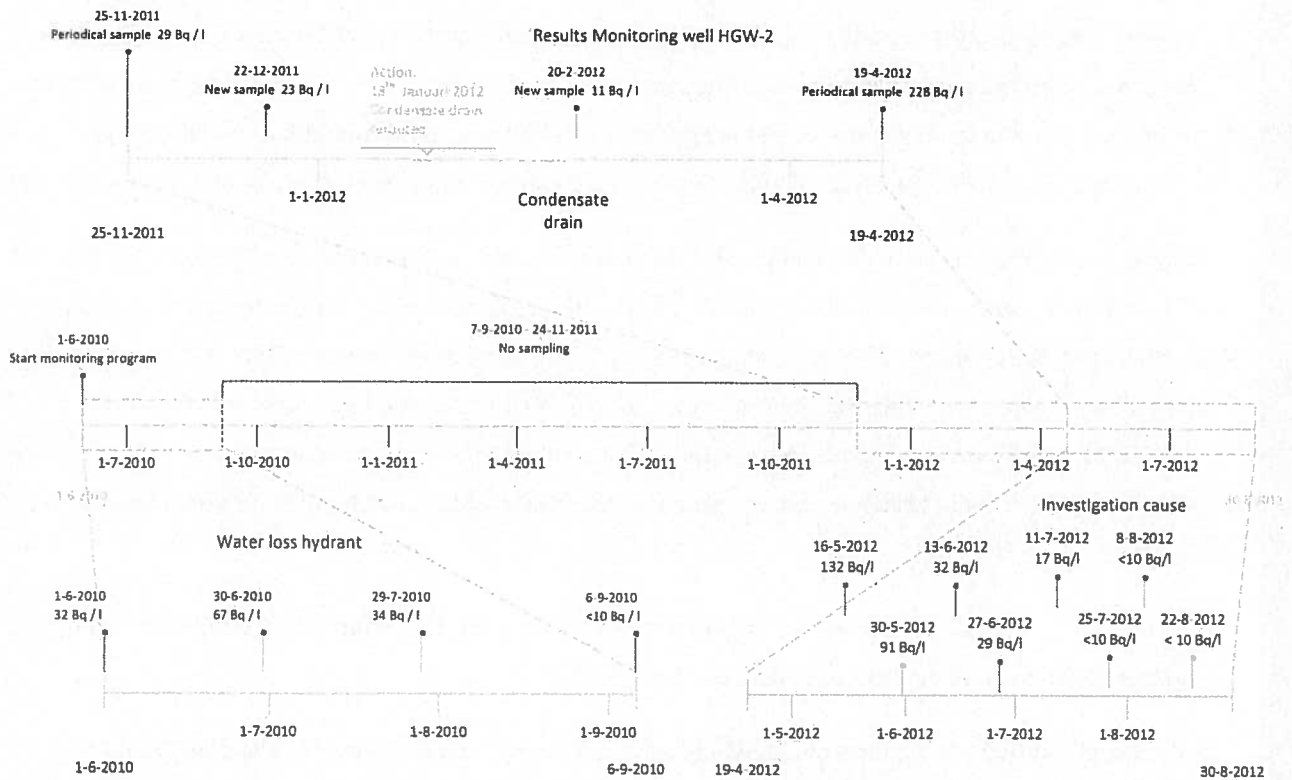 25-11-2011
Periodical sample 29 Bq / l
Results Monitoring well HGW-2
22-12-2011
New sample 23 Bq / l
Action:
Januari 2012
Condensate drain
20-2-2012
New sample 11 Bq / l
19-4-2012
Periodical sample 228 Bq / l
1-1-2012
Condensate
drain
1-4-2012
25-11-2011
19-4-2012
7-9-2010 - 24-11-2011
No sampling
1-6-2010
Start monitoring program
1-7-2010
1-10-2010
1-1-2011
1-4-2011
1-7-2011
1-10-2011
1-1-2012
1-4-2012
1-7-2012
1-6-2010
30-8-2012
Investigation cause
Water loss hydrant
16-5-2012
132 Bq/l
13-6-2012
32 Bq/l
11-7-2012
17 Bq/l
8-8-2012
<10 Bq/l
1-6-2010
32 Bq / l
30-6-2010
67 Bq / l
29-7-2010
34 Bq / l
6-9-2010
<10 Bq / l
30-5-2012
91 Bq/l
27-6-2012
29 Bq/l
25-7-2012
<10 Bq/l
22-8-2012
< 10 Bq/l
1-7-2010
1-8-2010
1-9-2010
1-5-2012
1-6-2012
1-7-2012
1-8-2012
1-6-2010
6-9-2010
19-4-2012
30-8-2012